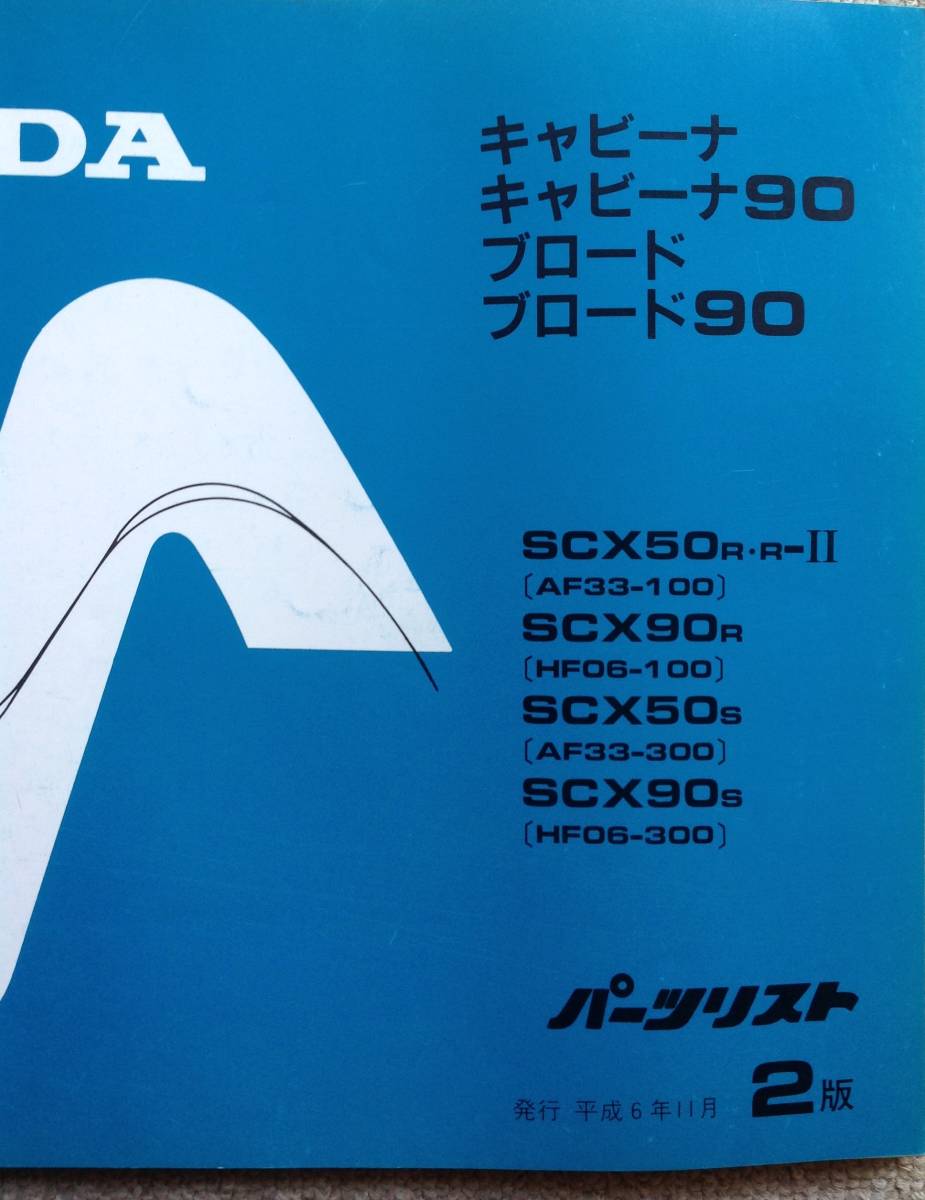 DA
キャビーナ
キャビーナ90
ブロード
ブロード90
SCX50R・R-II
〔AF33-100〕
SCX90R
〔HF06-100〕
SCX50S
〔AF33-300〕
SCX90S
〔HF06-300〕
パーツリスト
発行 平成6年11月 2版